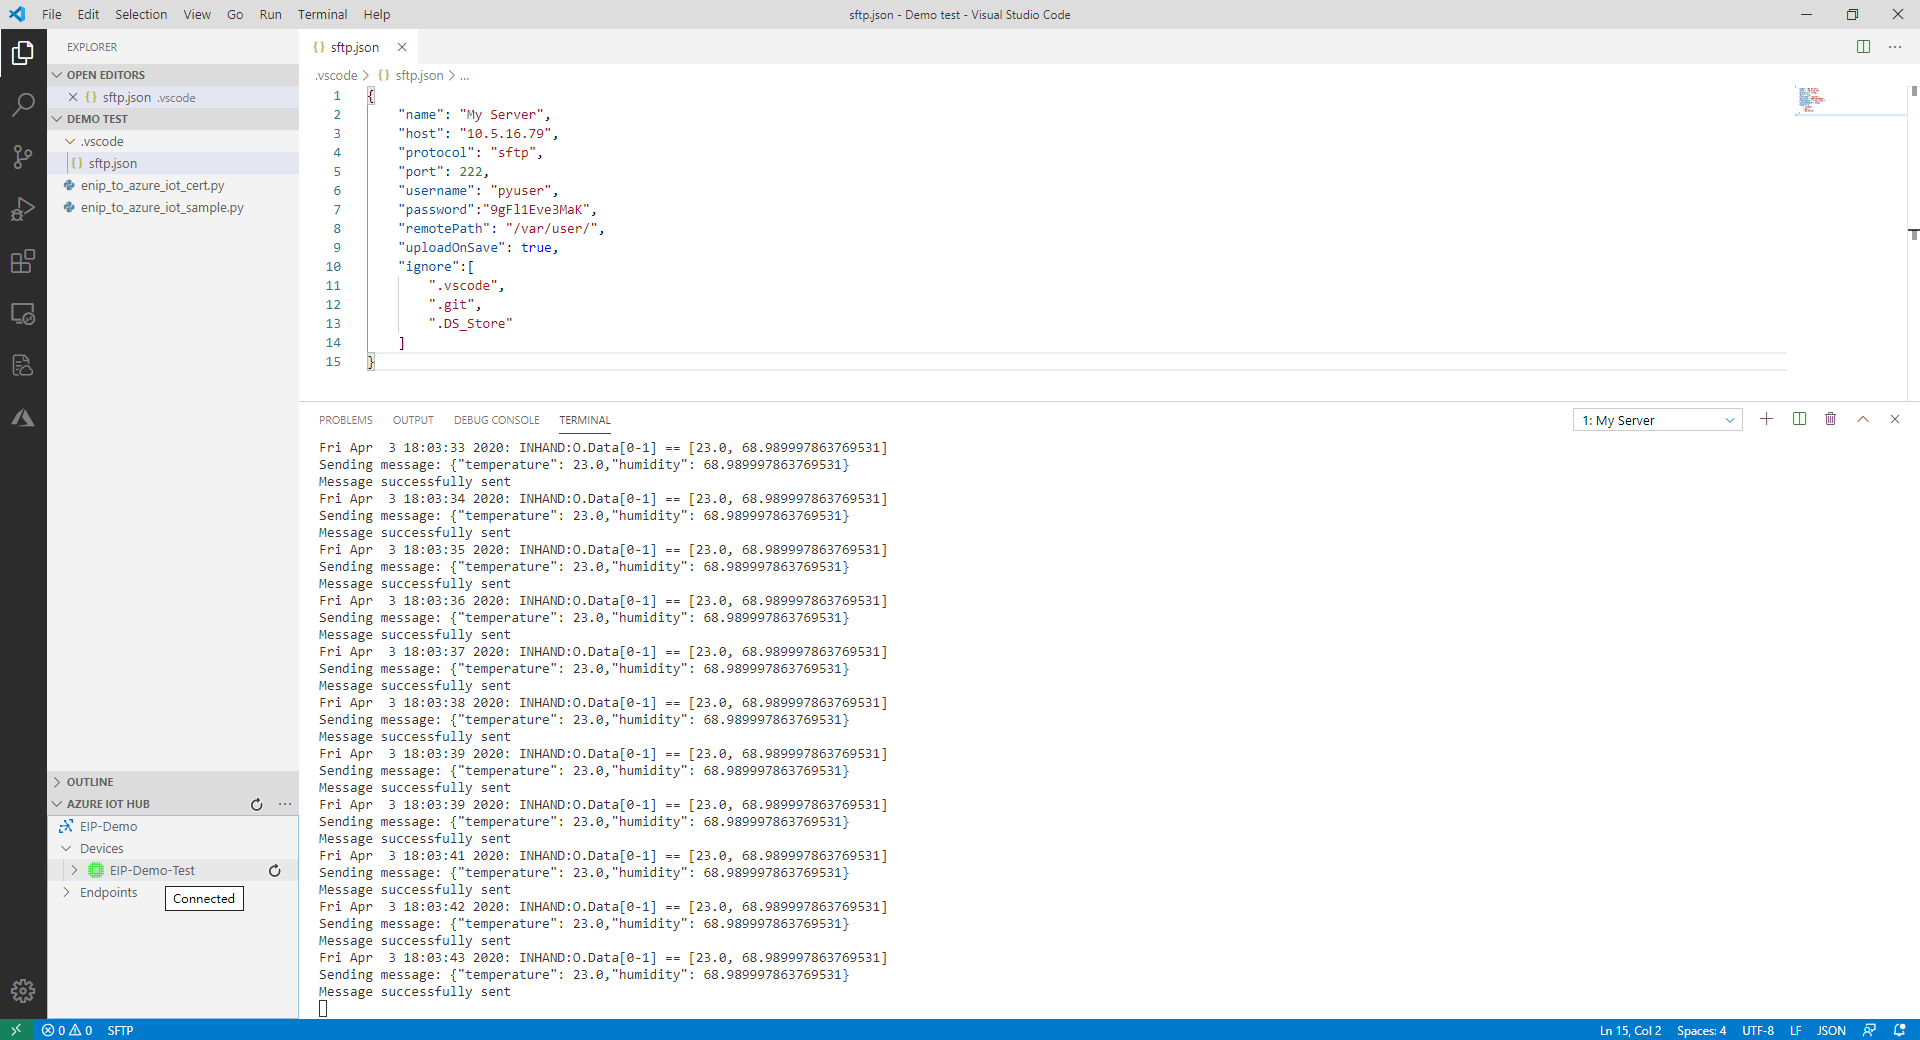 File Edit Selection View Go Run Terminal Help
sftp.json - Demo test - Visual Studio Code
EXPLORER
OPEN EDITORS
sftp.json .vscode
DEMO TEST
.vscode
sftp.json
enip_to_azure_iot_cert.py
enip_to_azure_iot_sample.py
OUTLINE
AZURE IOT HUB
EIP-Demo
Devices
EIP-Demo-Test
Endpoints
Connected
{} sftp.json
.vscode > {} sftp.json > ...
1 {
2 "name": "My Server",
3 "host": "10.5.16.79",
4 "protocol": "sftp",
5 "port": 222,
6 "username": "pyuser",
7 "password":"9gFl1Eve3MaK",
8 "remotePath": "/var/user/",
9 "uploadOnSave": true,
10 "ignore":[
11 ".vscode",
12 ".git",
13 ".DS_Store"
14 ]
15 }
PROBLEMS OUTPUT DEBUG CONSOLE TERMINAL
1: My Server
Fri Apr  3 18:03:33 2020: INHAND:O.Data[0-1] == [23.0, 68.989997863769531]
Sending message: {"temperature": 23.0,"humidity": 68.989997863769531}
Message successfully sent
Fri Apr  3 18:03:34 2020: INHAND:O.Data[0-1] == [23.0, 68.989997863769531]
Sending message: {"temperature": 23.0,"humidity": 68.989997863769531}
Message successfully sent
Fri Apr  3 18:03:35 2020: INHAND:O.Data[0-1] == [23.0, 68.989997863769531]
Sending message: {"temperature": 23.0,"humidity": 68.989997863769531}
Message successfully sent
Fri Apr  3 18:03:36 2020: INHAND:O.Data[0-1] == [23.0, 68.989997863769531]
Sending message: {"temperature": 23.0,"humidity": 68.989997863769531}
Message successfully sent
Fri Apr  3 18:03:37 2020: INHAND:O.Data[0-1] == [23.0, 68.989997863769531]
Sending message: {"temperature": 23.0,"humidity": 68.989997863769531}
Message successfully sent
Fri Apr  3 18:03:38 2020: INHAND:O.Data[0-1] == [23.0, 68.989997863769531]
Sending message: {"temperature": 23.0,"humidity": 68.989997863769531}
Message successfully sent
Fri Apr  3 18:03:39 2020: INHAND:O.Data[0-1] == [23.0, 68.989997863769531]
Sending message: {"temperature": 23.0,"humidity": 68.989997863769531}
Message successfully sent
Fri Apr  3 18:03:39 2020: INHAND:O.Data[0-1] == [23.0, 68.989997863769531]
Sending message: {"temperature": 23.0,"humidity": 68.989997863769531}
Message successfully sent
Fri Apr  3 18:03:41 2020: INHAND:O.Data[0-1] == [23.0, 68.989997863769531]
Sending message: {"temperature": 23.0,"humidity": 68.989997863769531}
Message successfully sent
Fri Apr  3 18:03:42 2020: INHAND:O.Data[0-1] == [23.0, 68.989997863769531]
Sending message: {"temperature": 23.0,"humidity": 68.989997863769531}
Message successfully sent
Fri Apr  3 18:03:43 2020: INHAND:O.Data[0-1] == [23.0, 68.989997863769531]
Sending message: {"temperature": 23.0,"humidity": 68.989997863769531}
Message successfully sent
0 0 SFTP
Ln 15, Col 2 Spaces: 4 UTF-8 LF JSON